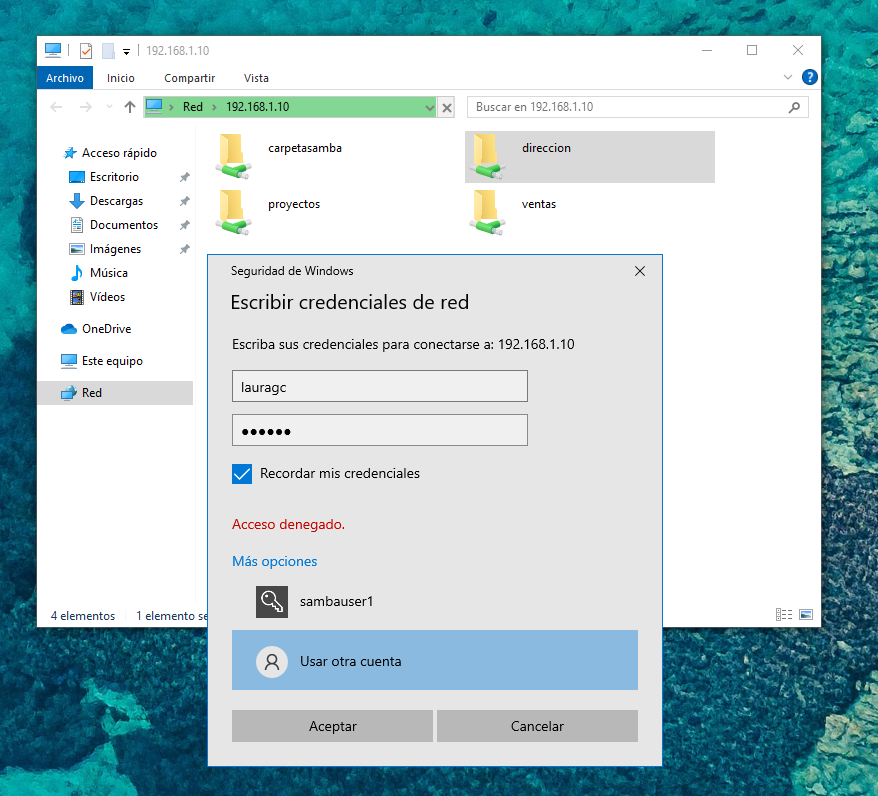 192.168.1.10
Archivo Inicio Compartir Vista
Red 192.168.1.10 Buscar en 192.168.1.10
Acceso rápido
Escritorio
Descargas
Documentos
Imágenes
Música
Vídeos
OneDrive
Este equipo
Red
carpetasamba direccion
proyectos ventas
Seguridad de Windows
Escribir credenciales de red
Escriba sus credenciales para conectarse a: 192.168.1.10
lauragc
••••••
Recordar mis credenciales
Acceso denegado.
Más opciones
sambauser1
Usar otra cuenta
Aceptar Cancelar
4 elementos 1 elemento se